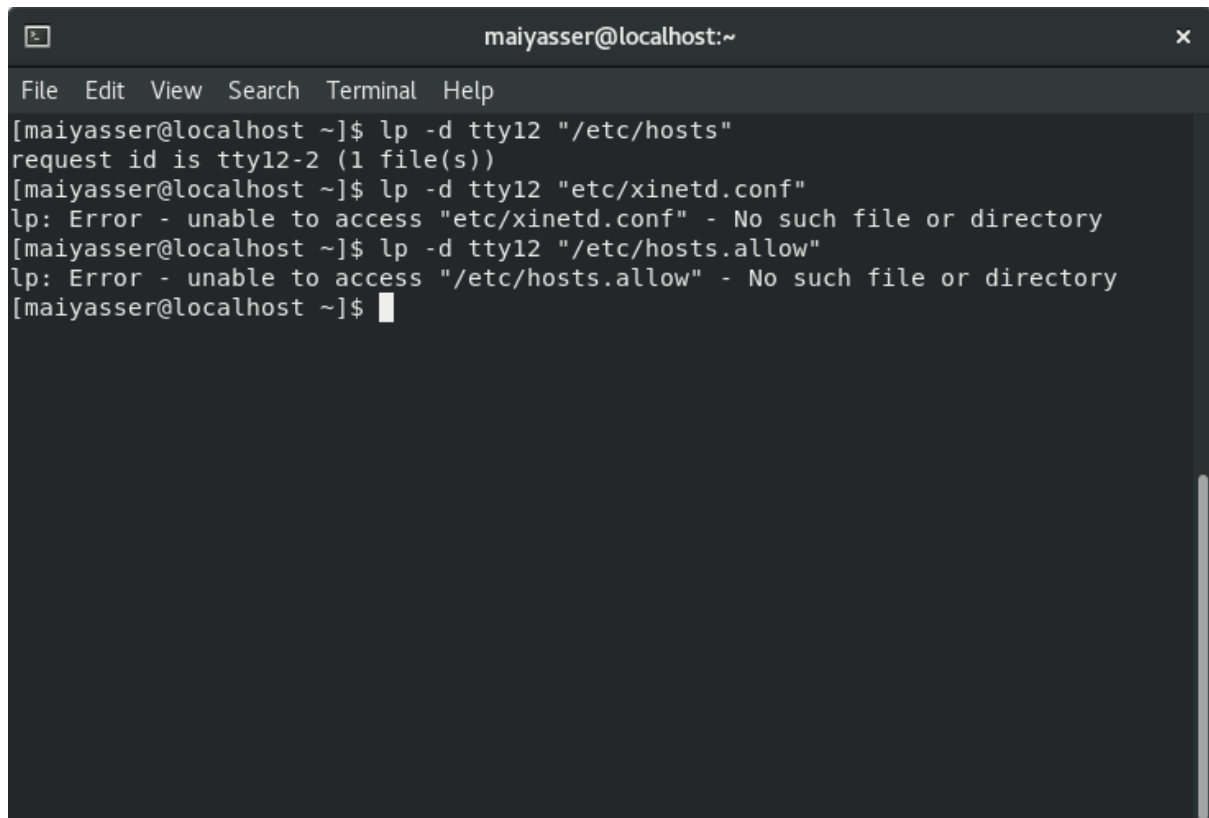 maiyasser@localhost:~ ×
File Edit View Search Terminal Help
[maiyasser@localhost ~]$ lp -d tty12 "/etc/hosts"
request id is tty12-2 (1 file(s))
[maiyasser@localhost ~]$ lp -d tty12 "etc/xinetd.conf"
lp: Error - unable to access "etc/xinetd.conf" - No such file or directory
[maiyasser@localhost ~]$ lp -d tty12 "/etc/hosts.allow"
lp: Error - unable to access "/etc/hosts.allow" - No such file or directory
[maiyasser@localhost ~]$